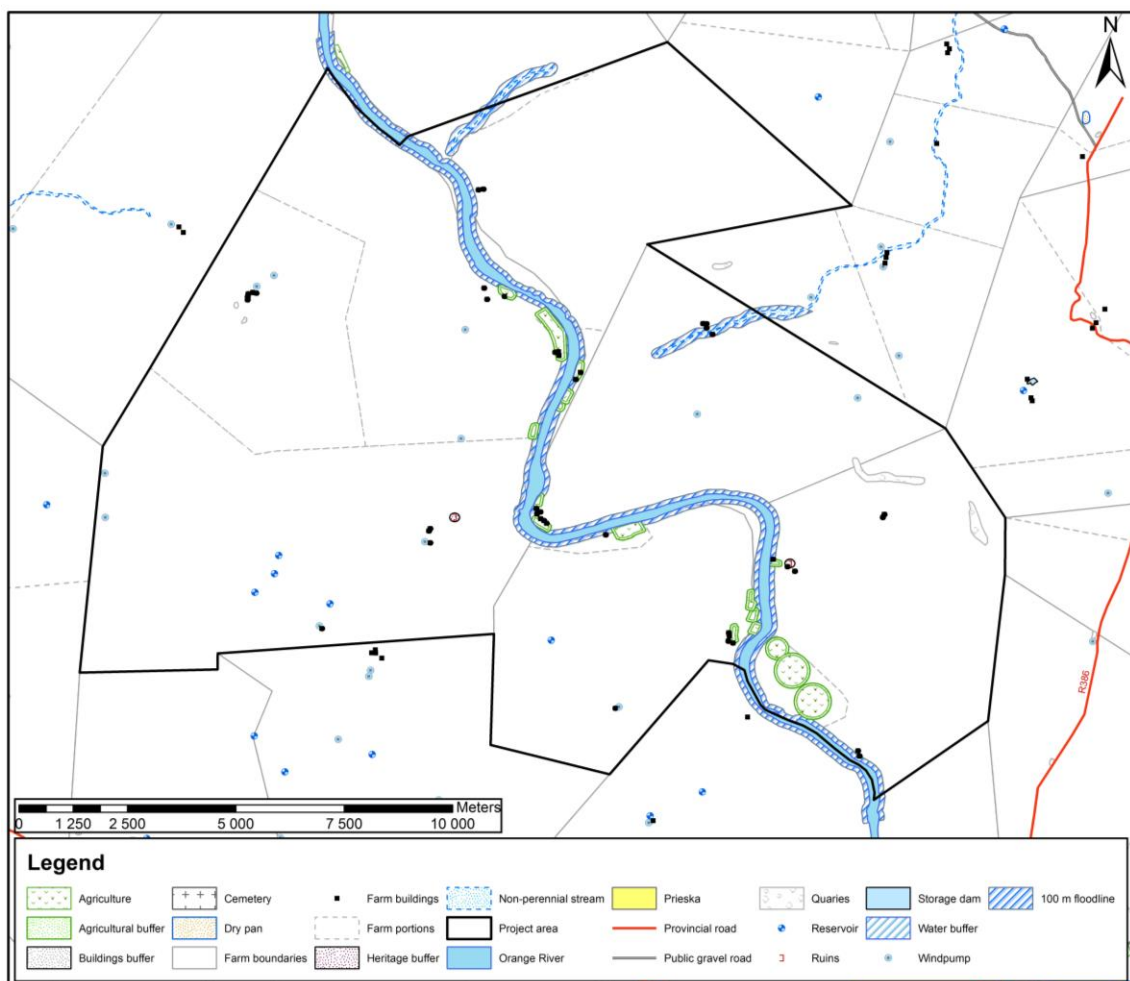 N
R386
Meters
0 1 250 2 500 5 000 7 500 10 000
Legend
Agriculture
Cemetery
Farm buildings
Non-perennial stream
Prieska
Quaries
Storage dam
100 m floodline
Agricultural buffer
Dry pan
Farm portions
Project area
Provincial road
Reservoir
Water buffer
Buildings buffer
Farm boundaries
Heritage buffer
Orange River
Public gravel road
Ruins
Windpump